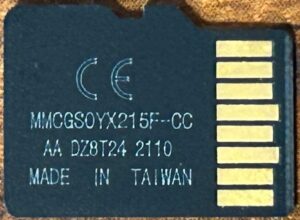 CE
MMCGSOYX215F-CC
AA DZ8T24 2110
MADE IN TAIWAN